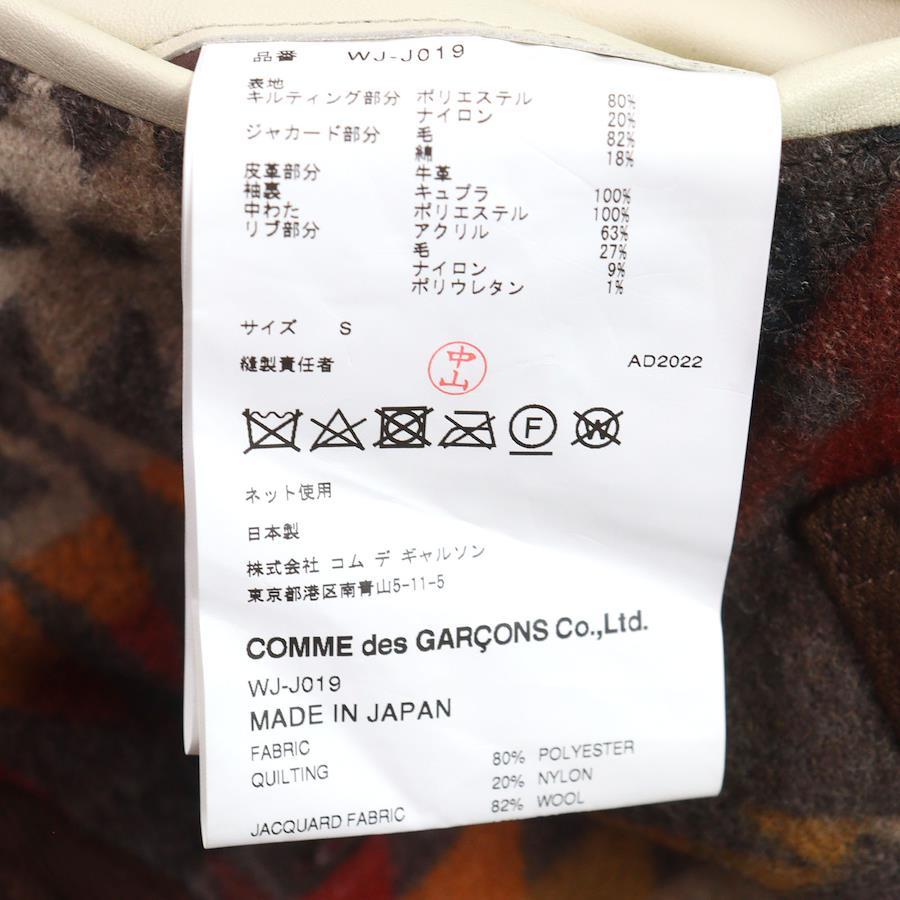 品番 WJ-J019
表地
キルティング部分 ポリエステル 80%
ナイロン 20%
ジャカード部分 毛 82%
綿 18%
皮革部分 牛革
袖裏 キュプラ 100%
中わた ポリエステル 100%
リブ部分 アクリル 63%
毛 27%
ナイロン 9%
ポリウレタン 1%
サイズ S
縫製責任者 中山 AD2022
F W
ネット使用
日本製
株式会社 コム デ ギャルソン
東京都港区南青山5-11-5
COMME des GARÇONS Co.,Ltd.
WJ-J019
MADE IN JAPAN
FABRIC
QUILTING 80% POLYESTER
20% NYLON
JACQUARD FABRIC 82% WOOL